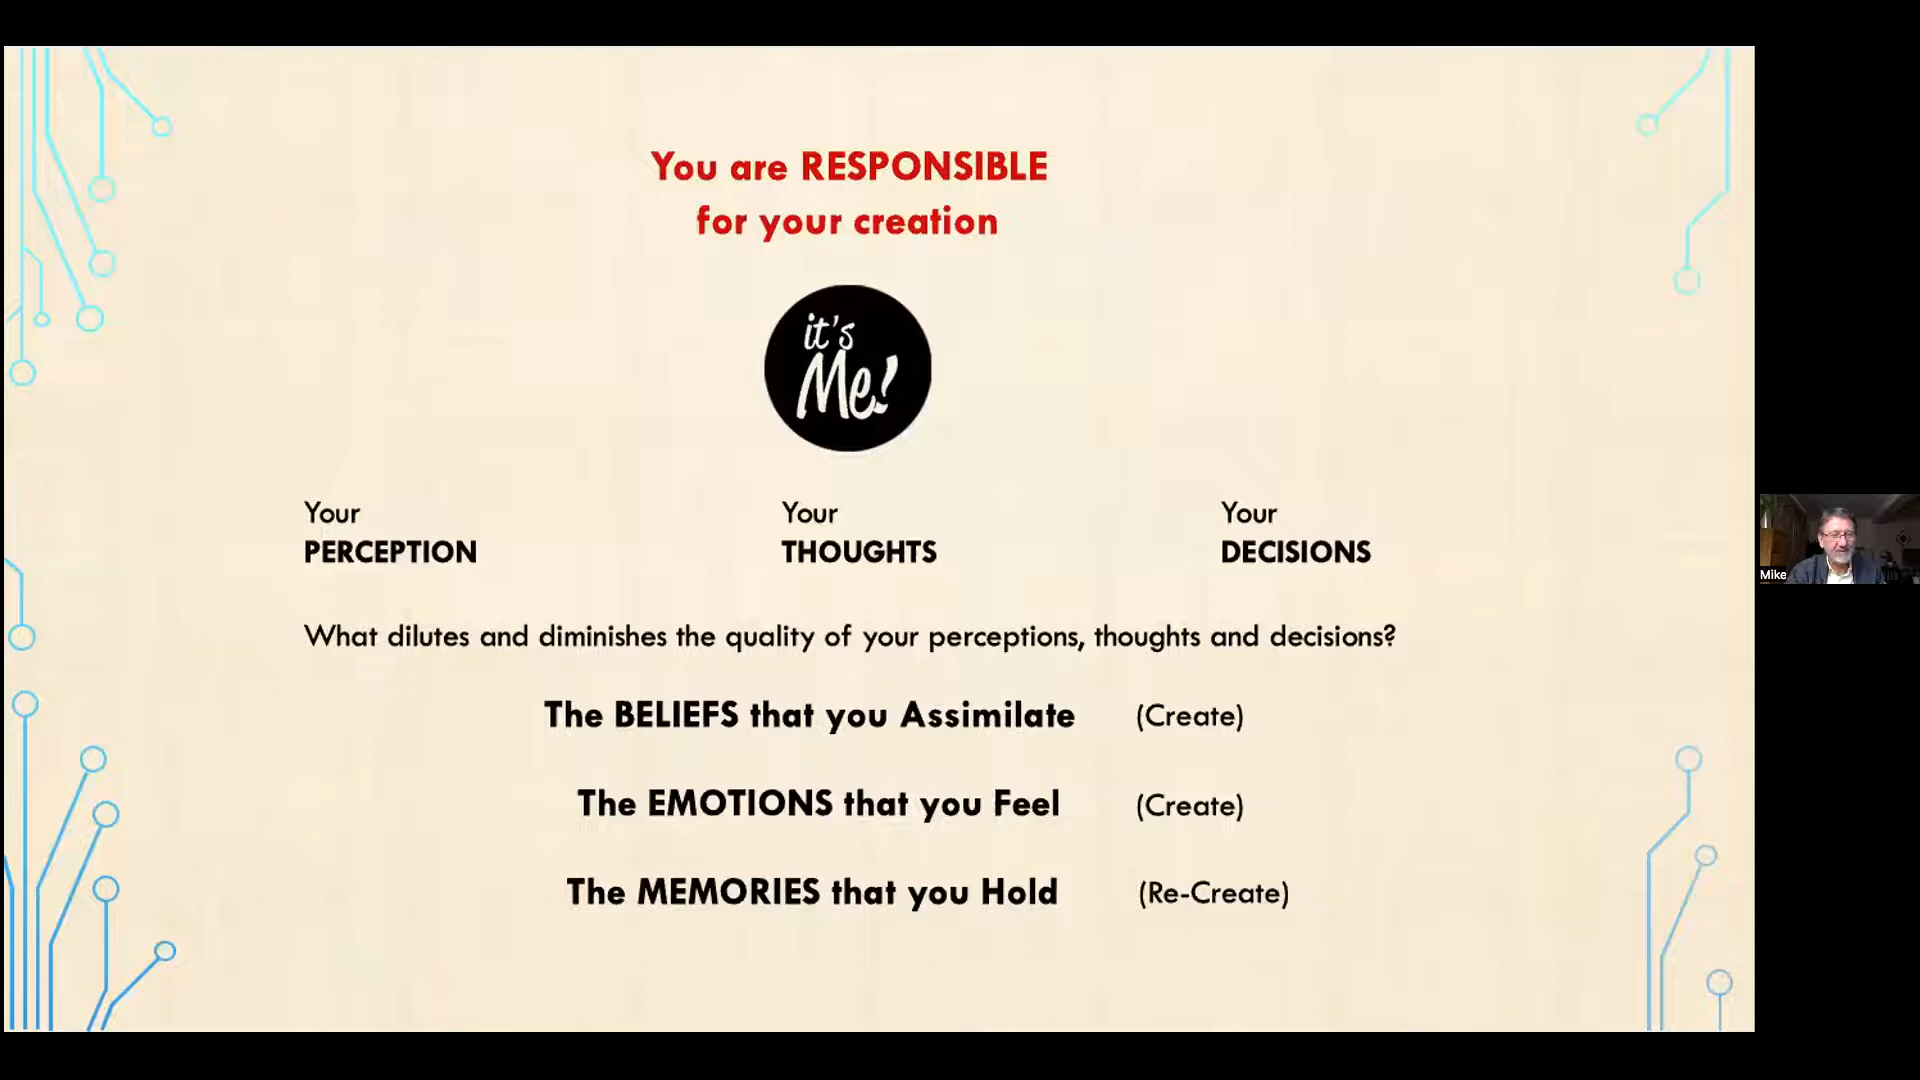 You are RESPONSIBLE
for your creation
it's
Me!
Your
PERCEPTION
Your
THOUGHTS
Your
DECISIONS
What dilutes and diminishes the quality of your perceptions, thoughts and decisions?
The BELIEFS that you Assimilate (Create)
The EMOTIONS that you Feel (Create)
The MEMORIES that you Hold (Re-Create)
Mike